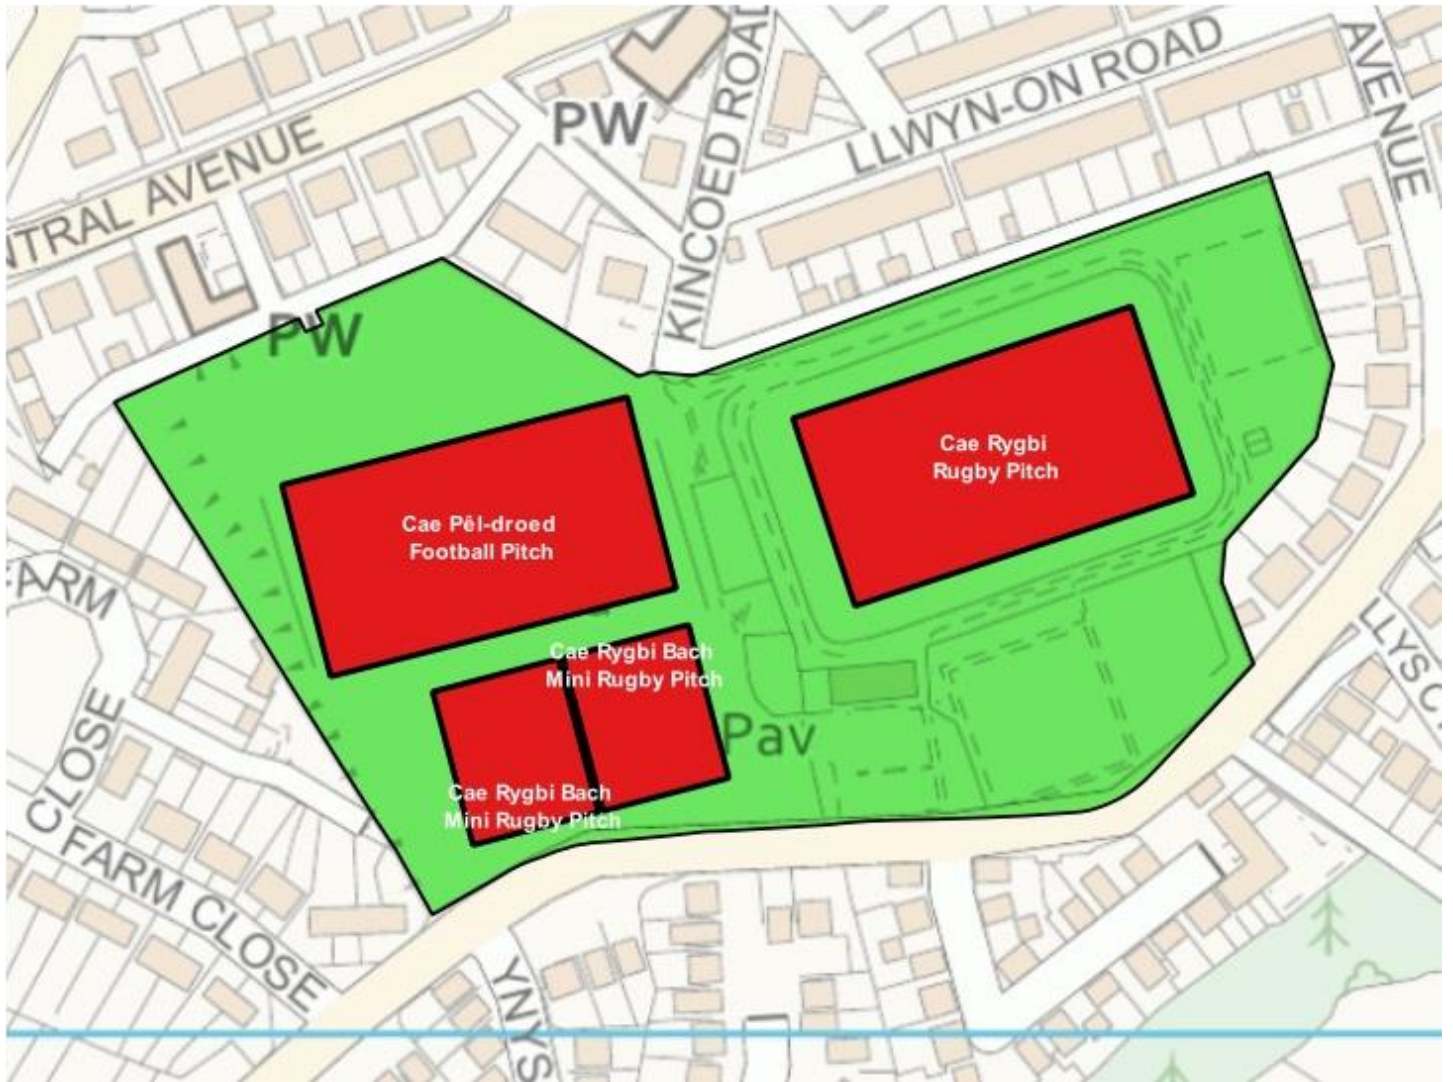 PW
KINCOED ROAD
LLWYN-ON ROAD
AVENUE
NTRAL AVENUE
PW
Cae Rygbi
Rugby Pitch
Cae Pêl-droed
Football Pitch
Cae Rygbi Bach
Mini Rugby Pitch
Pav
Cae Rygbi Bach
Mini Rugby Pitch
FARM
CLOSE
FARM CLOSE
YNYS